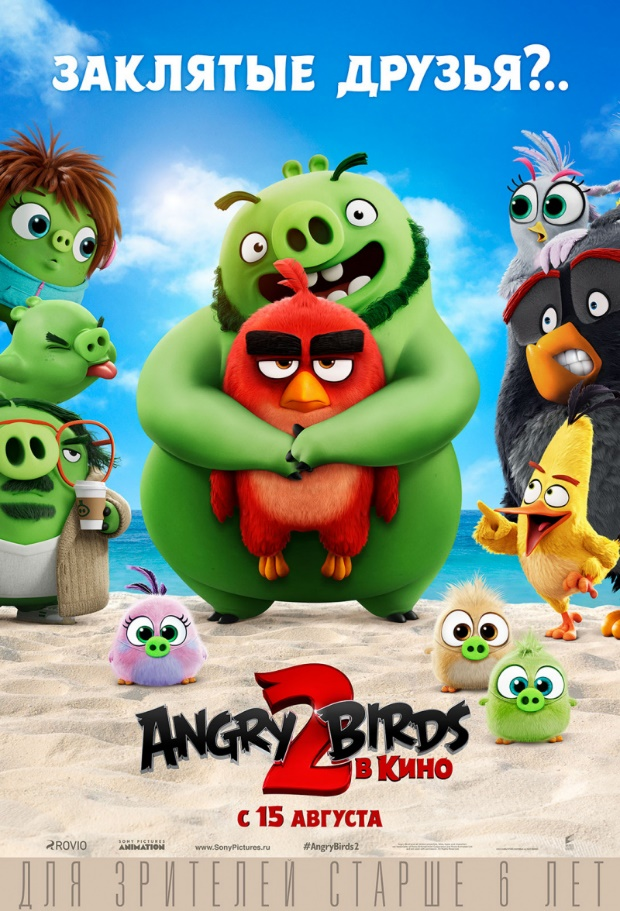 ЗАКЛЯТЫЕ ДРУЗЬЯ?..
ANGRY 2 BIRDS
В КИНО
С 15 АВГУСТА
ROVIO
SONY PICTURES
ANIMATION
www.SonyPictures.ru
#AngryBirds2
ДЛЯ ЗРИТЕЛЕЙ СТАРШЕ 6 ЛЕТ